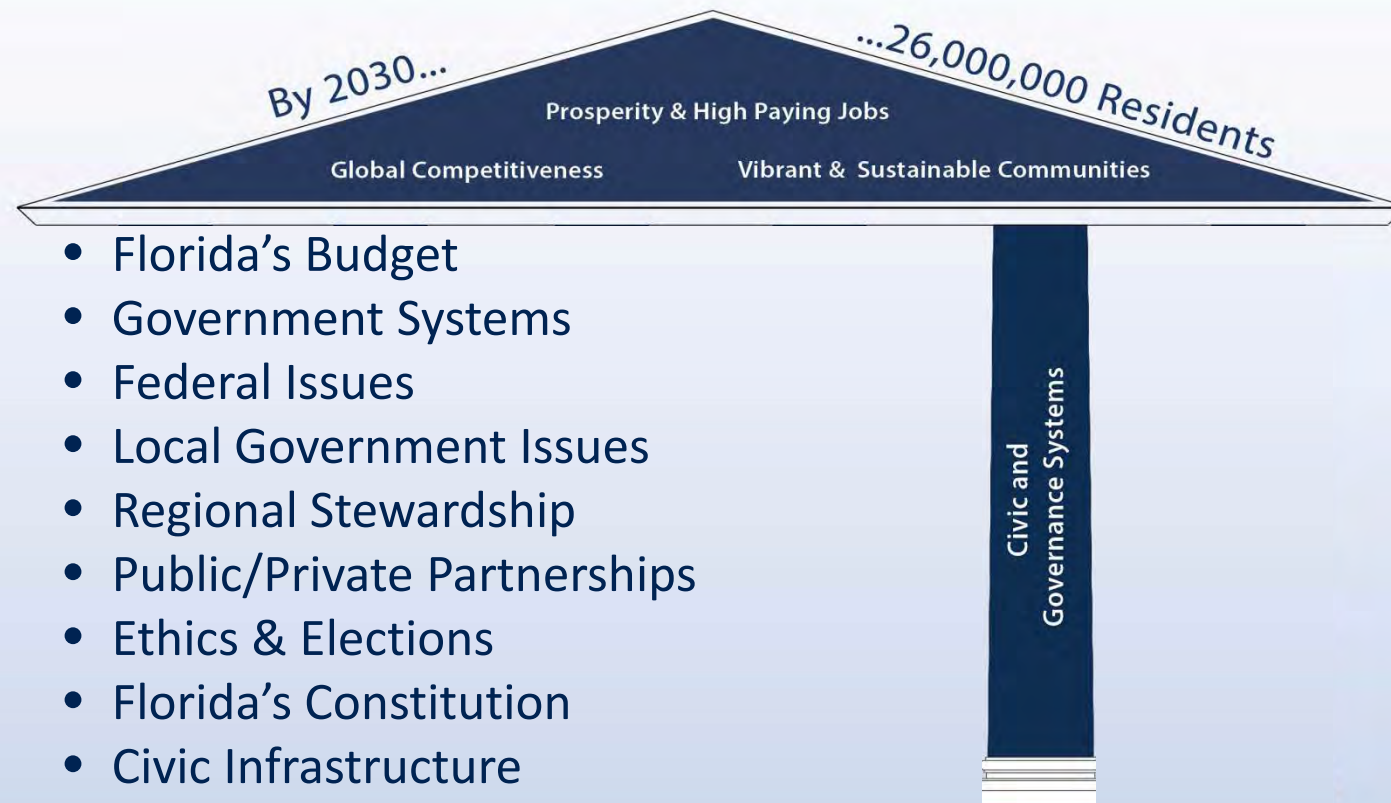 By 2030...
...26,000,000 Residents
Prosperity & High Paying Jobs
Global Competitiveness
Vibrant & Sustainable Communities
• Florida’s Budget
• Government Systems
• Federal Issues
• Local Government Issues
• Regional Stewardship
• Public/Private Partnerships
• Ethics & Elections
• Florida’s Constitution
• Civic Infrastructure
Civic and
Governance Systems